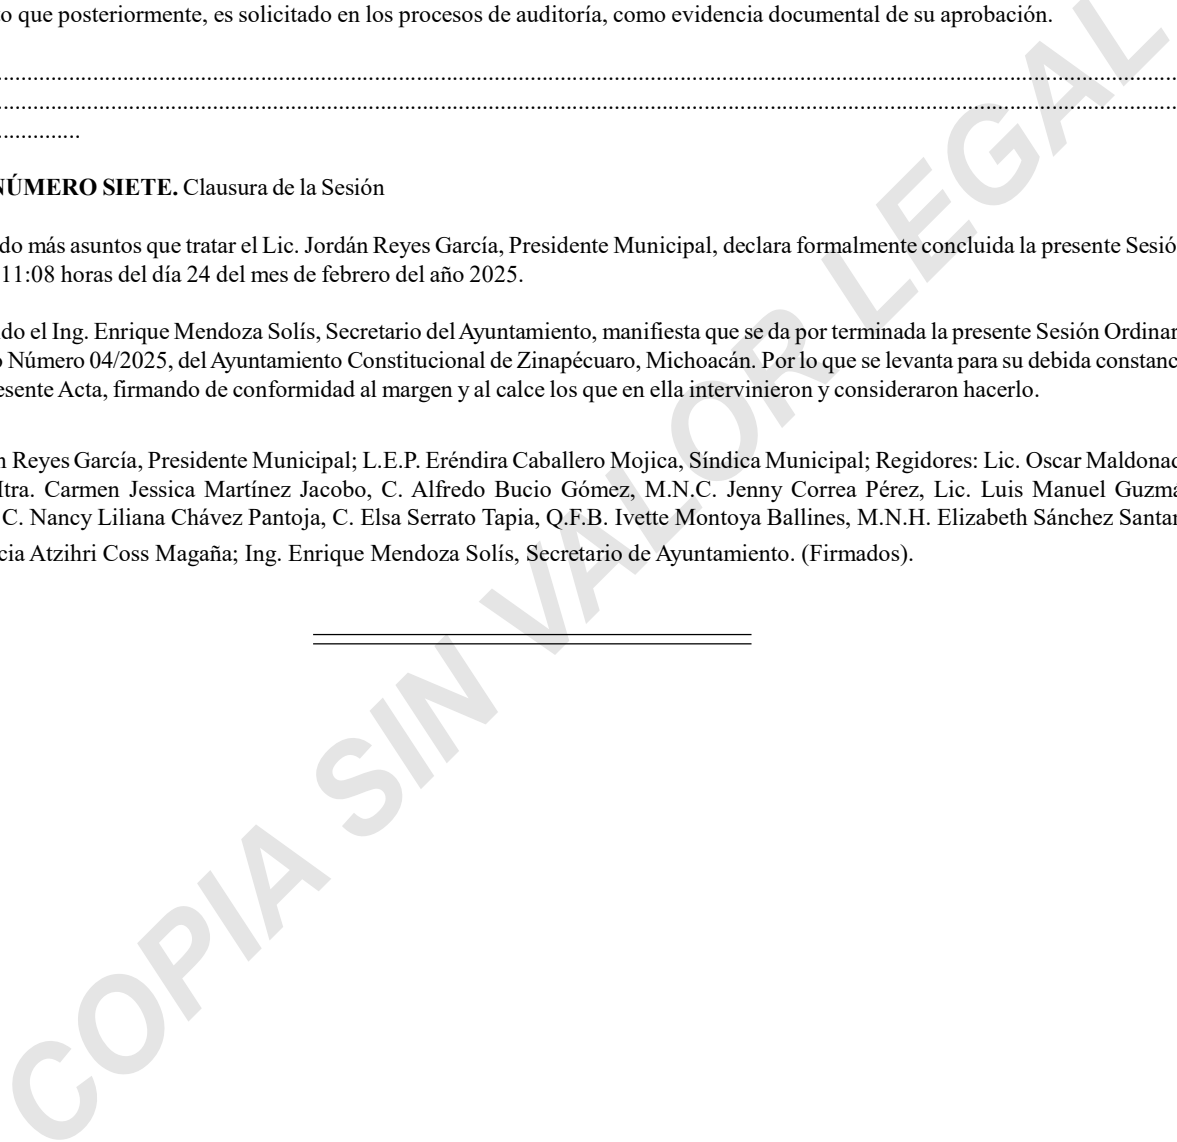 o que posteriormente, es solicitado en los procesos de auditoría, como evidencia documental de su aprobación.
....................................................................................................
....................................................................................................
..............
NÚMERO SIETE. Clausura de la Sesión
do más asuntos que tratar el Lic. Jordán Reyes García, Presidente Municipal, declara formalmente concluida la presente Sesió
11:08 horas del día 24 del mes de febrero del año 2025.
do el Ing. Enrique Mendoza Solís, Secretario del Ayuntamiento, manifiesta que se da por terminada la presente Sesión Ordinar
o Número 04/2025, del Ayuntamiento Constitucional de Zinapécuaro, Michoacán. Por lo que se levanta para su debida constanc
esente Acta, firmando de conformidad al margen y al calce los que en ella intervinieron y consideraron hacerlo.
n Reyes García, Presidente Municipal; L.E.P. Eréndira Caballero Mojica, Síndica Municipal; Regidores: Lic. Oscar Maldonad
Mtra. Carmen Jessica Martínez Jacobo, C. Alfredo Bucio Gómez, M.N.C. Jenny Correa Pérez, Lic. Luis Manuel Guzmá
C. Nancy Liliana Chávez Pantoja, C. Elsa Serrato Tapia, Q.F.B. Ivette Montoya Ballines, M.N.H. Elizabeth Sánchez Santan
cia Atzihri Coss Magaña; Ing. Enrique Mendoza Solís, Secretario de Ayuntamiento. (Firmados).
COPIA SIN VALOR LEGAL